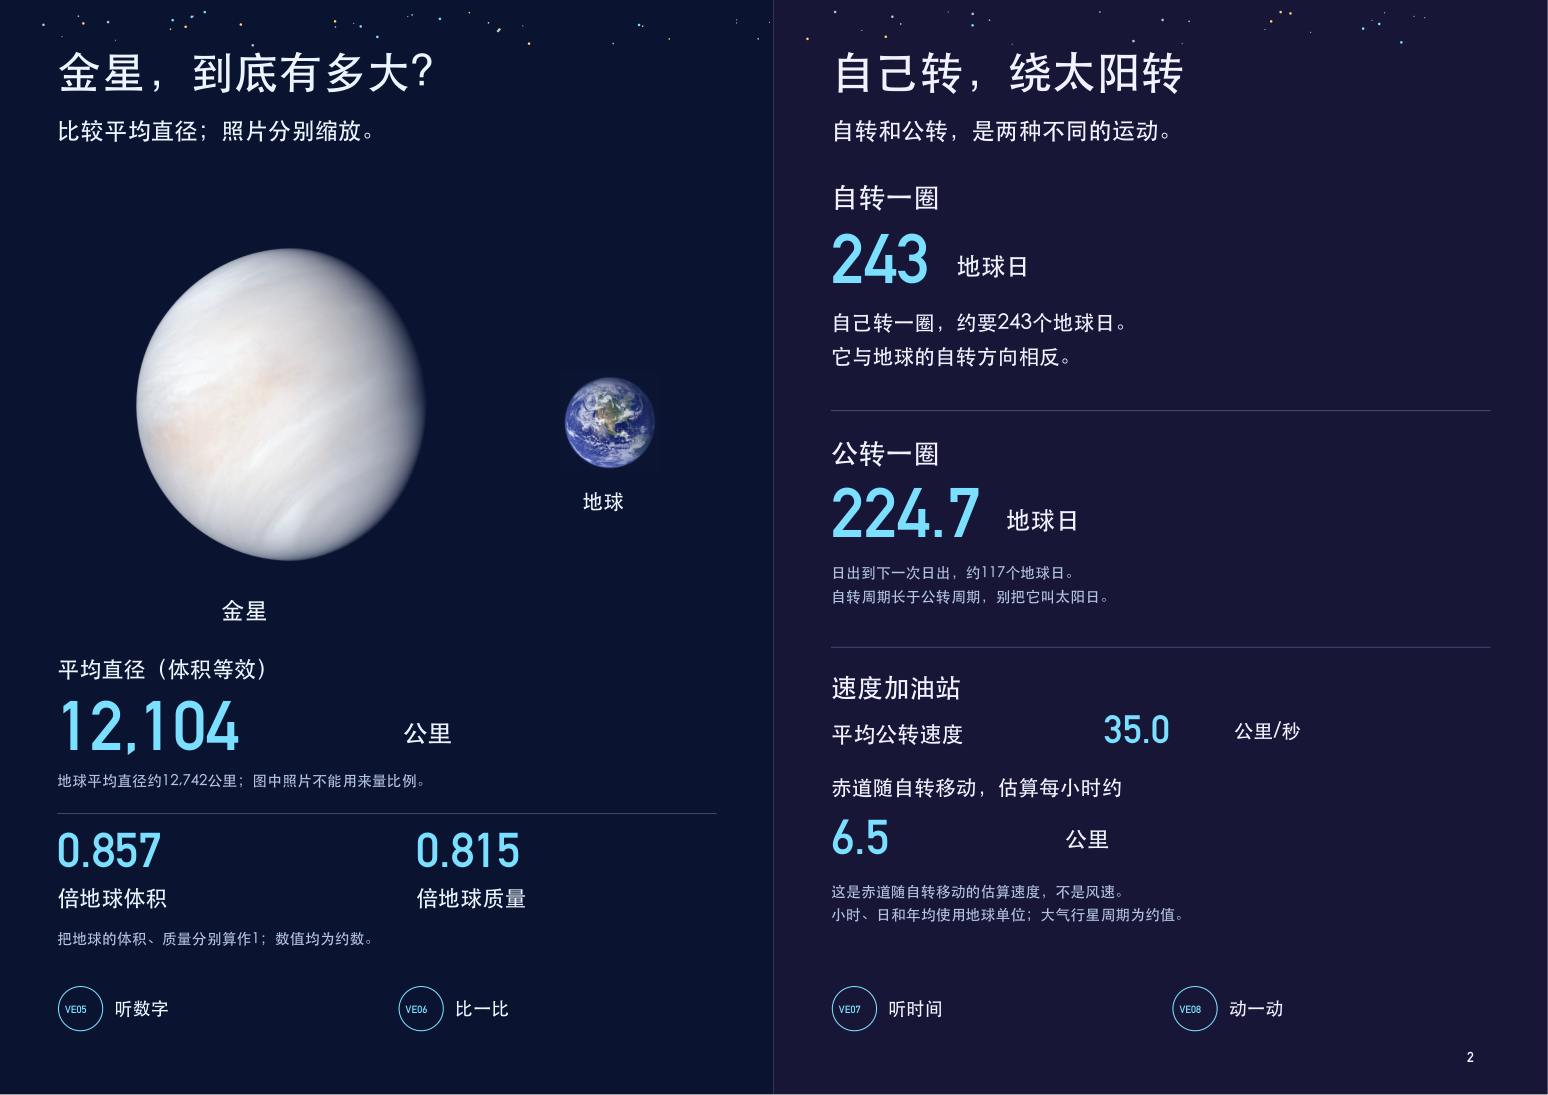 金星，到底有多大？
比较平均直径；照片分别缩放。
地球
金星
平均直径（体积等效）
12,104 公里
地球平均直径约12,742公里；图中照片不能用来量比例。
0.857 0.815
倍地球体积 倍地球质量
把地球的体积、质量分别算作1；数值均为约数。
VE05 听数字 VE06 比一比
自己转，绕太阳转
自转和公转，是两种不同的运动。
自转一圈
243 地球日
自己转一圈，约要243个地球日。
它与地球的自转方向相反。
公转一圈
224.7 地球日
日出到下一次日出，约117个地球日。
自转周期长于公转周期，别把它叫太阳日。
速度加油站
平均公转速度 35.0 公里/秒
赤道随自转移动，估算每小时约
6.5 公里
这是赤道随自转移动的估算速度，不是风速。
小时、日和年均使用地球单位；大气行星周期为约值。
VE07 听时间 VE08 动一动
2